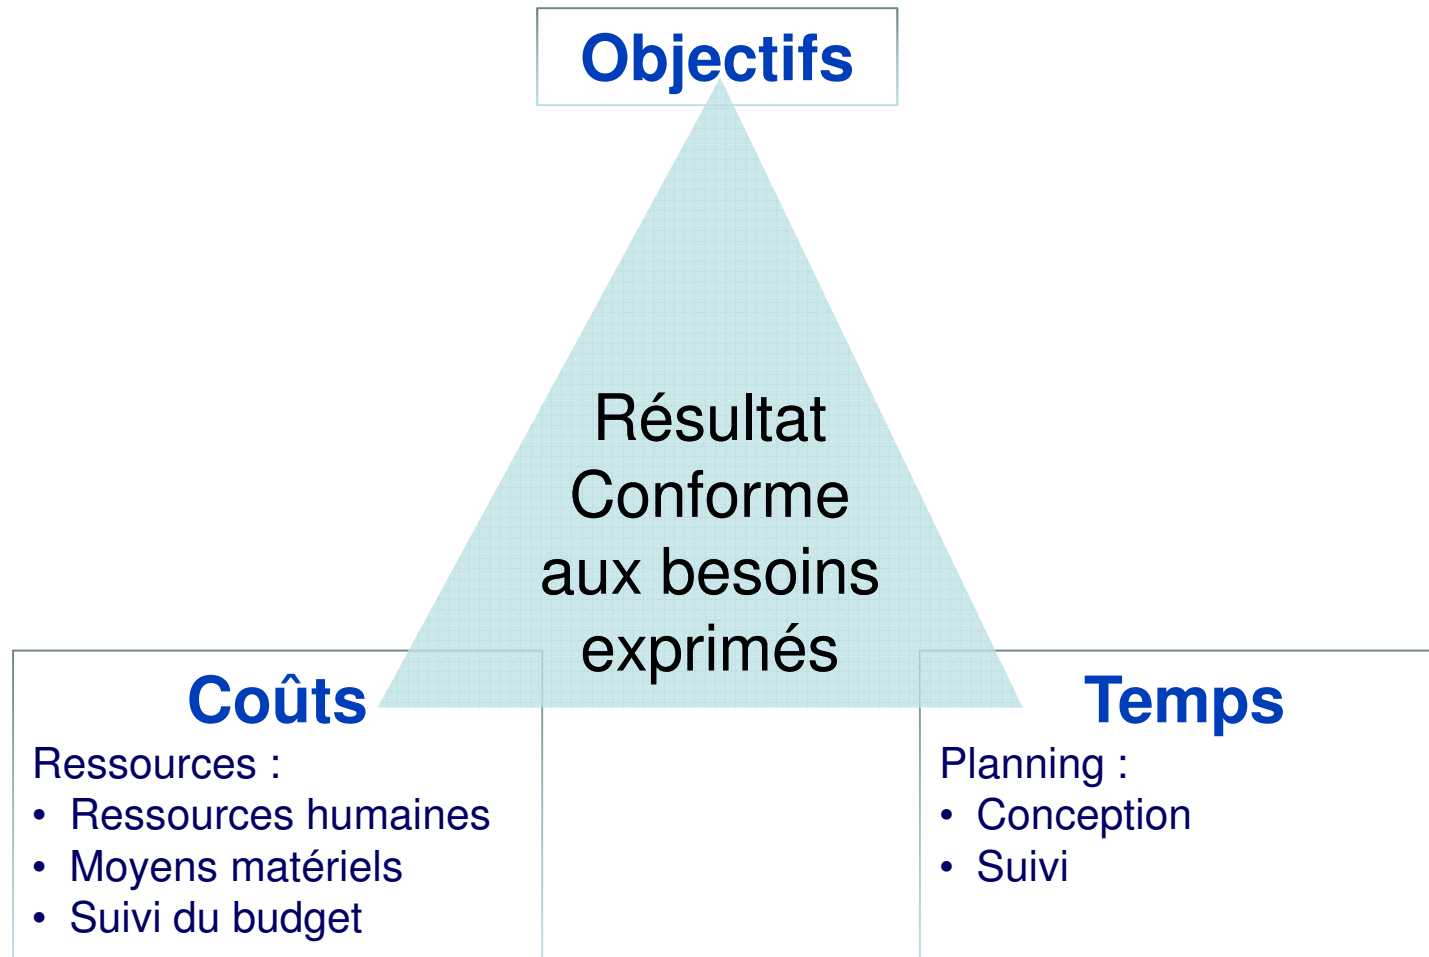 Objectifs
Résultat
Conforme
aux besoins
exprimés
Coûts
Ressources :
• Ressources humaines
• Moyens matériels
• Suivi du budget
Temps
Planning :
• Conception
• Suivi